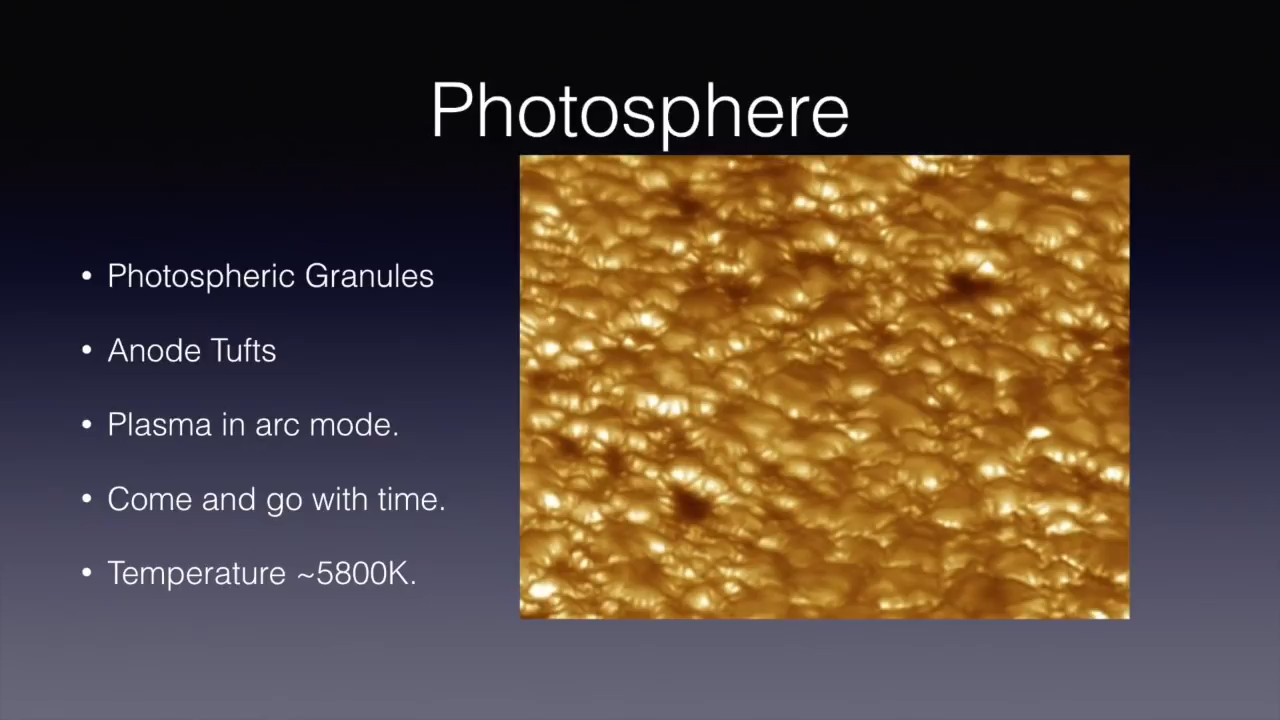 Photosphere
• Photospheric Granules
• Anode Tufts
• Plasma in arc mode.
• Come and go with time.
• Temperature ~5800K.